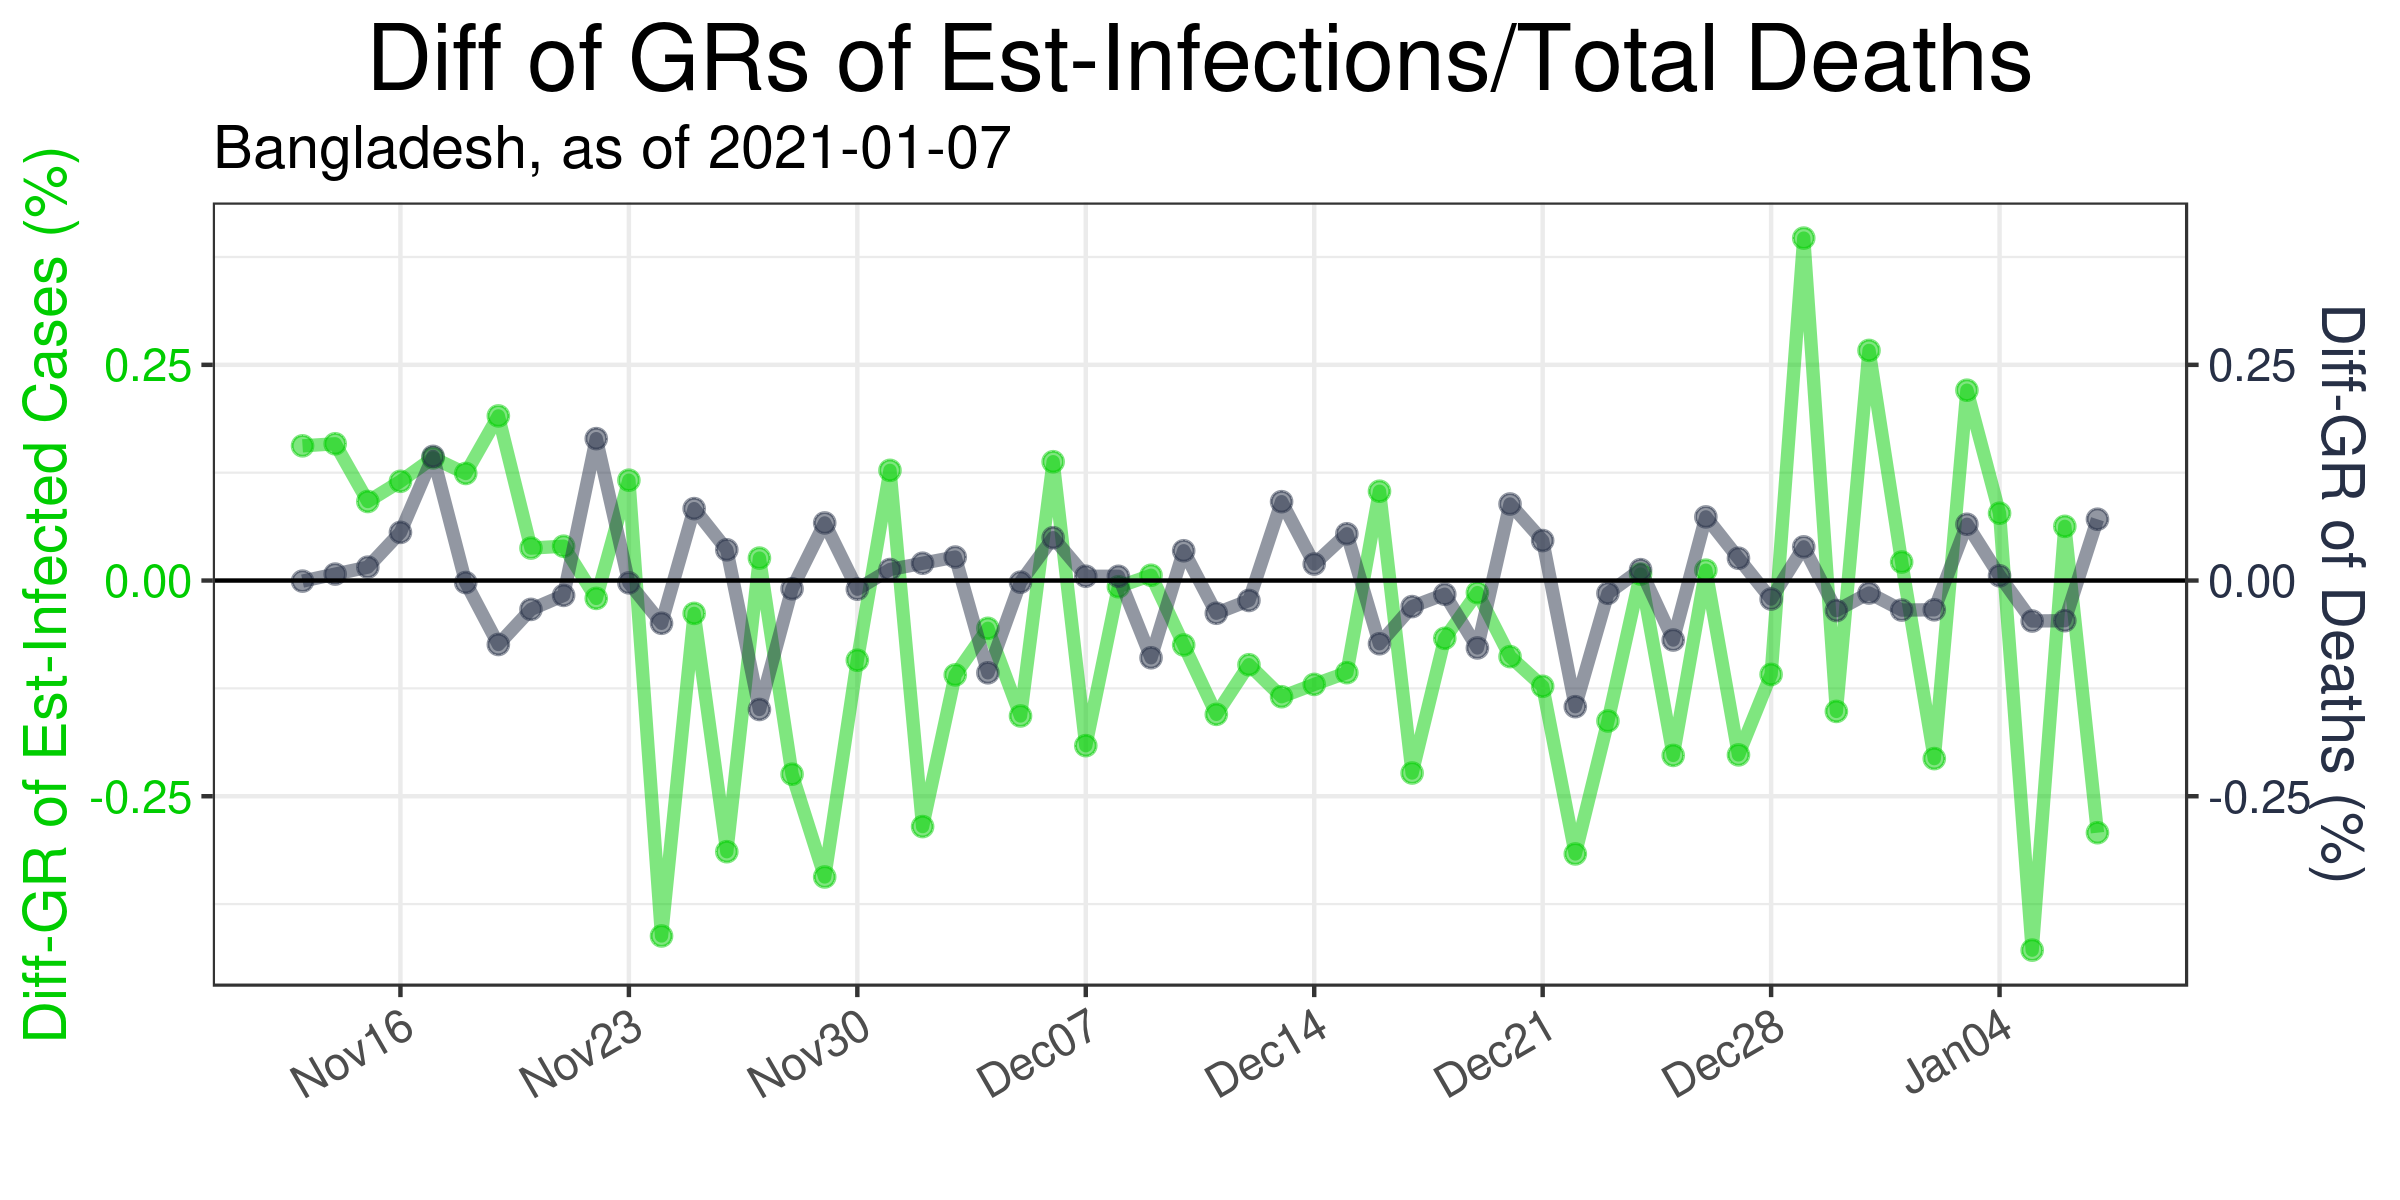 Diff of GRs of Est-Infections/Total Deaths
Bangladesh, as of 2021-01-07
Diff-GR of Est-Infected Cases (%)
0.25
0.00
-0.25
0.25
0.00
-0.25
Diff-GR of Deaths (%)
Nov16
Nov23
Nov30
Dec07
Dec14
Dec21
Dec28
Jan04